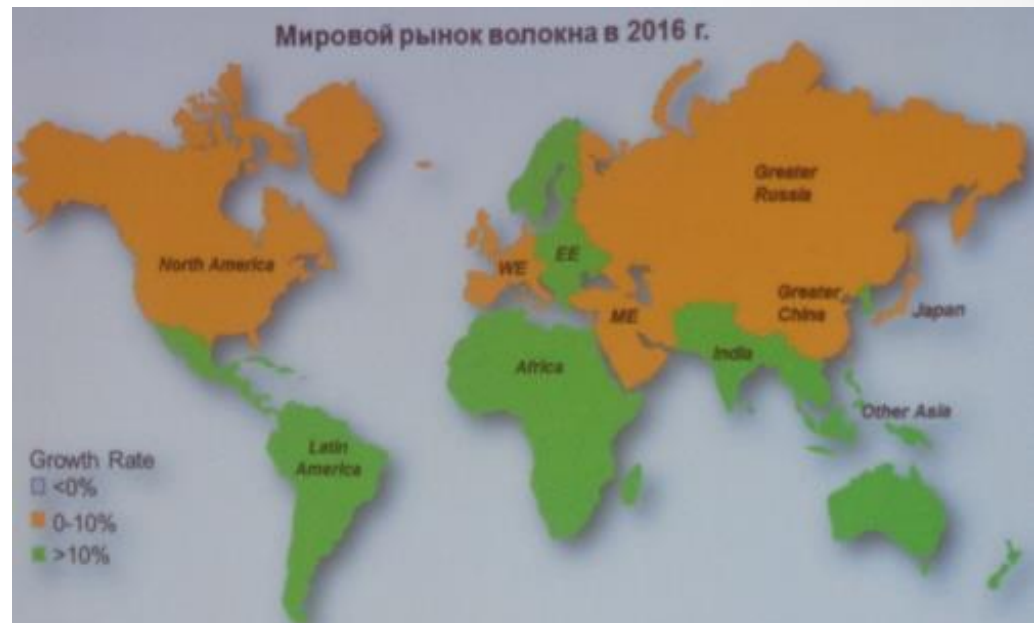 Мировой рынок волокна в 2016 г.
Greater
Russia
North America
WE
EE
ME
Greater
China
Japan
Africa
India
Other Asia
Latin
America
Growth Rate
<0%
0-10%
>10%